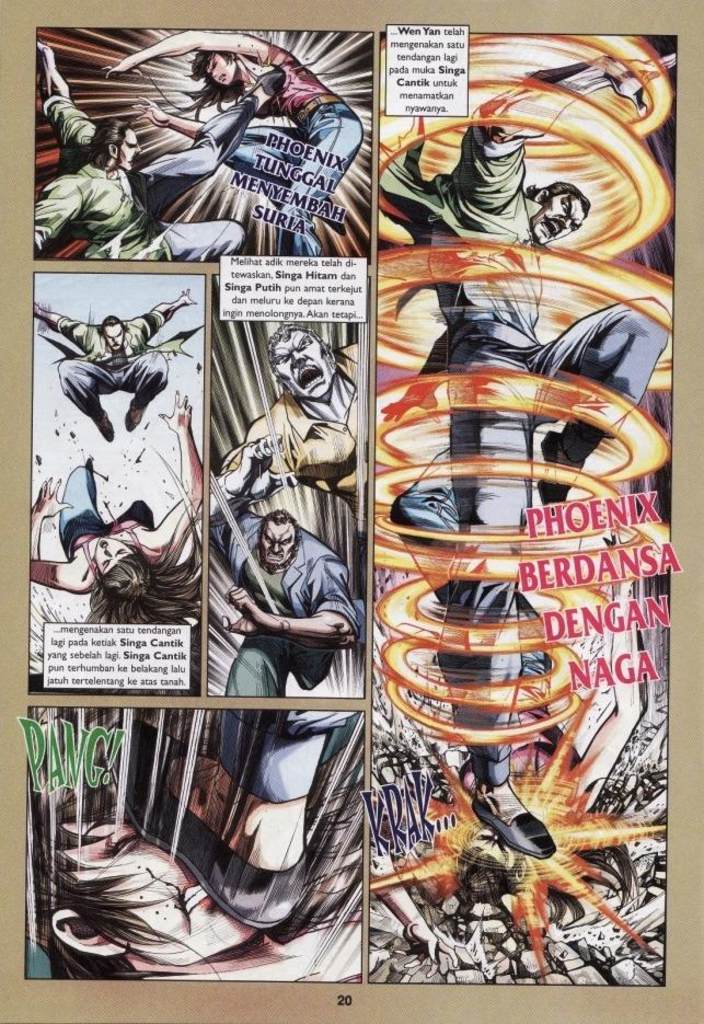 PHOENIX
TUNGGAL
MENYEMBAH
SURIA
Melihat adik mereka telah di-
tewaskan, Singa Hitam dan
Singa Putih pun amat terkejut
dan meluru ke depan kerana
ingin menolongnya. Akan tetapi...
...mengenakan satu tendangan
lagi pada ketiak Singa Cantik
yang sebelah lagi. Singa Cantik
pun terhumban ke belakang lalu
jatuh tertelentang ke atas tanah.
PANG!
...Wen Yan telah
mengenakan satu
tendangan lagi
pada muka Singa
Cantik untuk
menamatkan
nyawanya.
PHOENIX
BERDANSA
DENGAN
NAGA
KRAK...
20